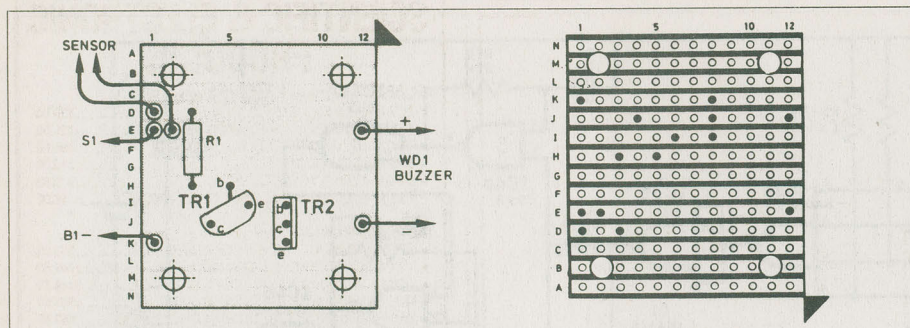 1 5 10 12
SENSOR
A
B
C
D
E
F
G
H
I
J
K
L
M
N
S1
R1
+
WD1
BUZZER
b
TR1
e
c
b
TR2
c
e
B1-
-
1 5 10 12
N
M
L
K
J
I
H
G
F
E
D
C
B
A